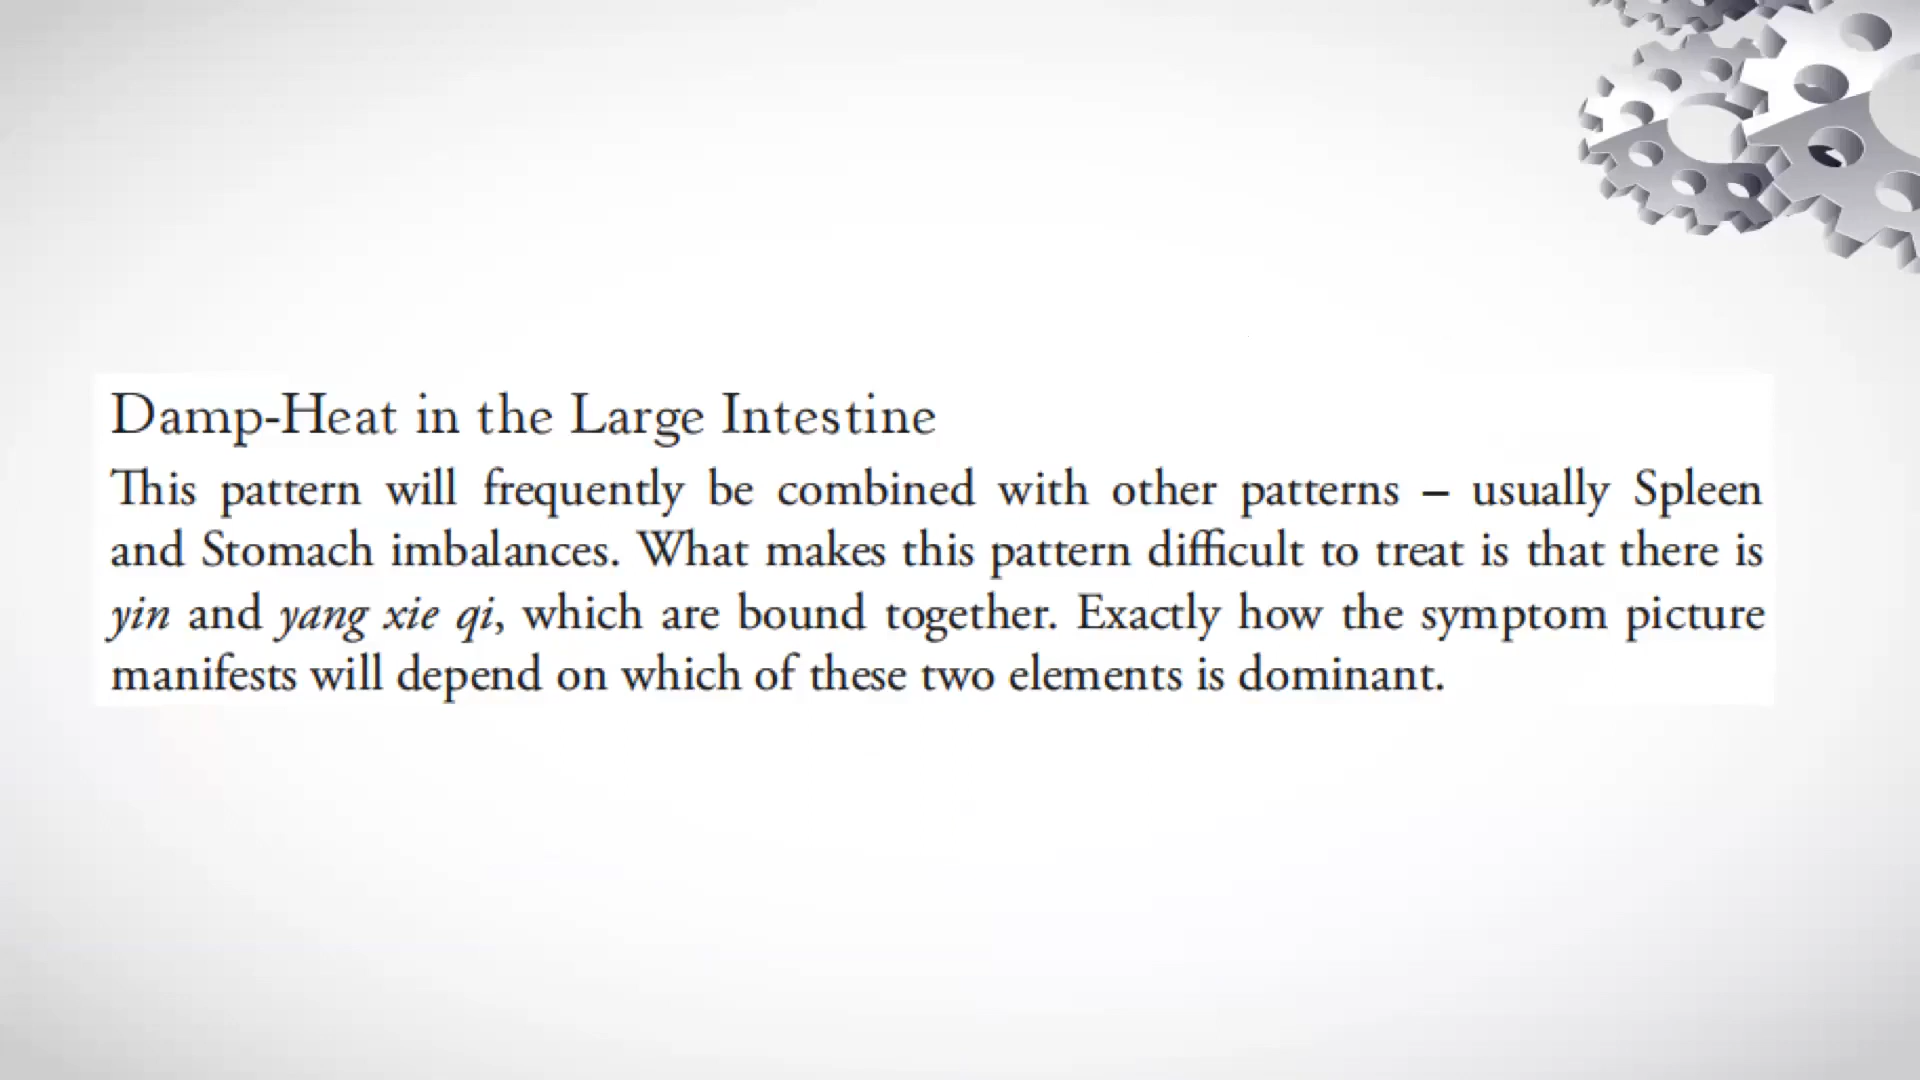 Damp-Heat in the Large Intestine
This pattern will frequently be combined with other patterns – usually Spleen
and Stomach imbalances. What makes this pattern difficult to treat is that there is
yin and yang xie qi, which are bound together. Exactly how the symptom picture
manifests will depend on which of these two elements is dominant.